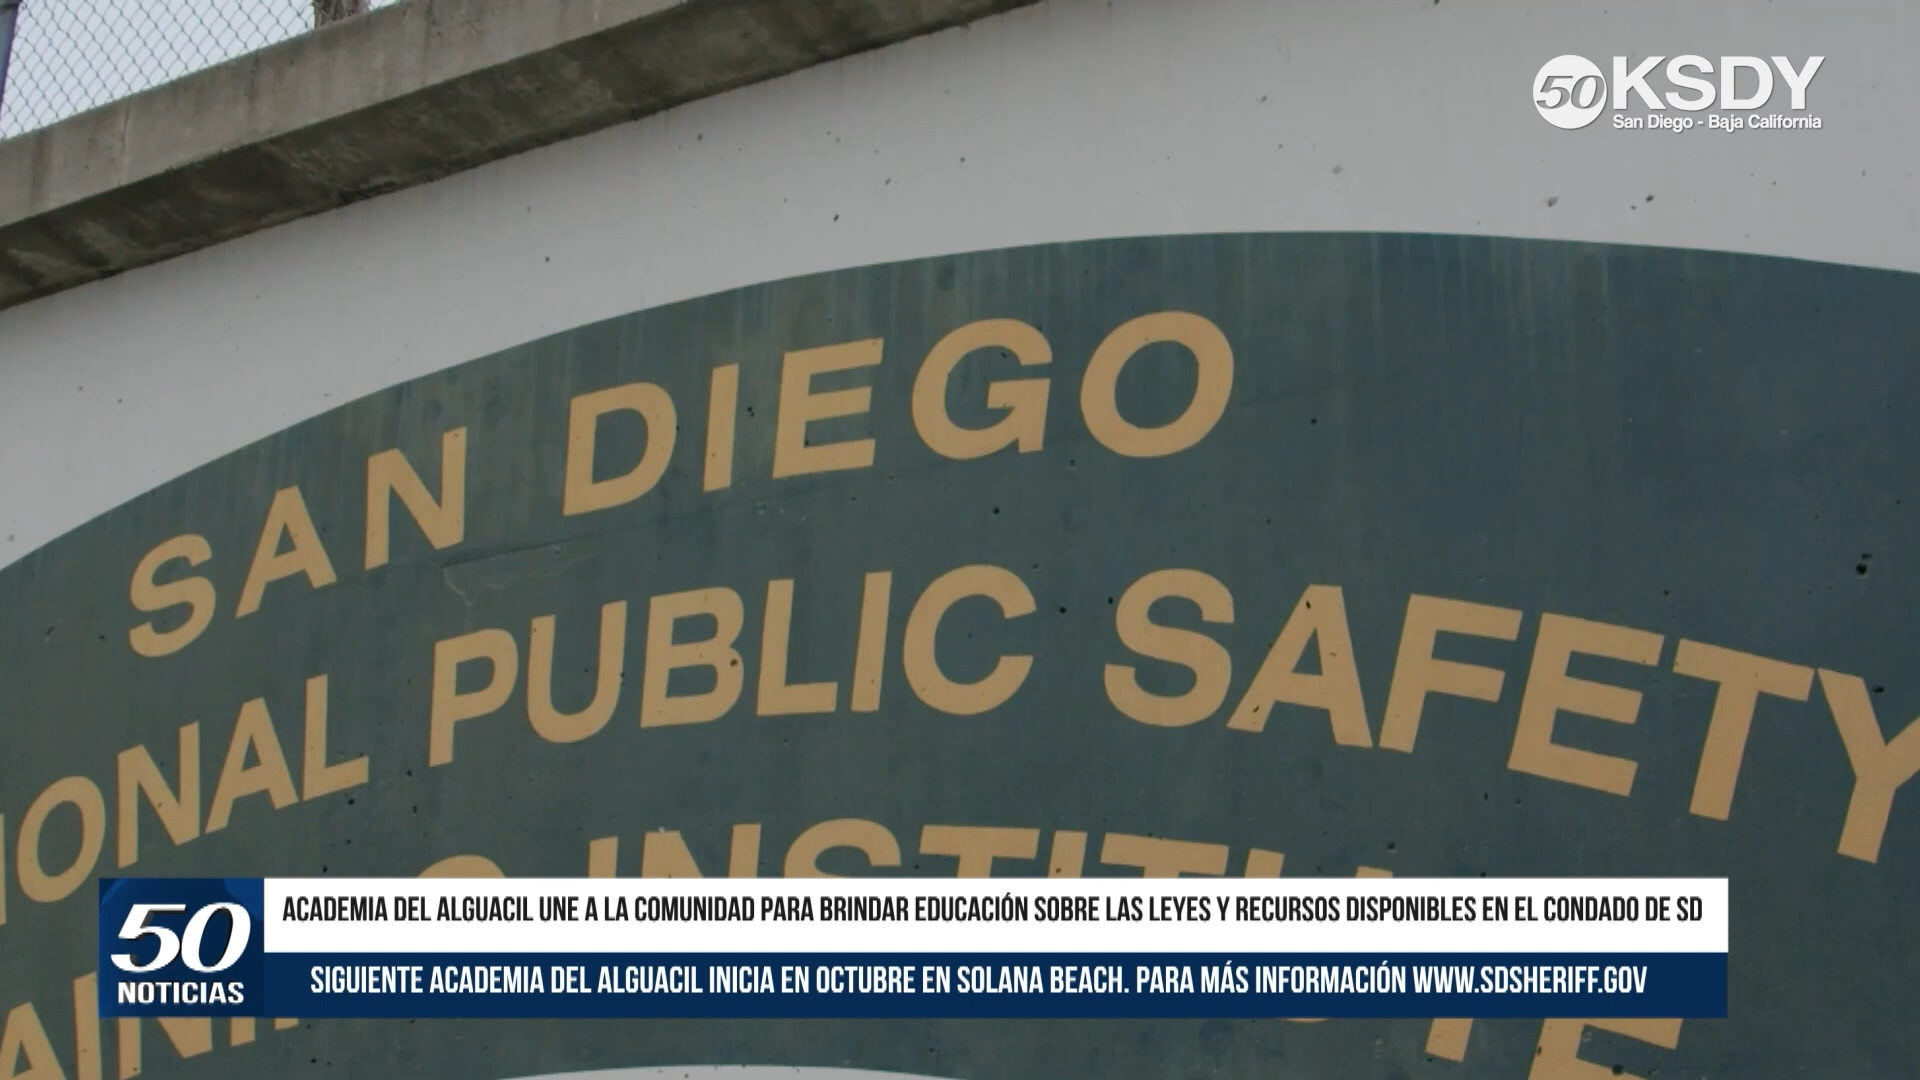 50 KSDY
San Diego - Baja California
SAN DIEGO
IONAL PUBLIC SAFETY
INSTITU
50
NOTICIAS
ACADEMIA DEL ALGUACIL UNE A LA COMUNIDAD PARA BRINDAR EDUCACIÓN SOBRE LAS LEYES Y RECURSOS DISPONIBLES EN EL CONDADO DE SD
SIGUIENTE ACADEMIA DEL ALGUACIL INICIA EN OCTUBRE EN SOLANA BEACH. PARA MÁS INFORMACIÓN WWW.SDSHERIFF.GOV